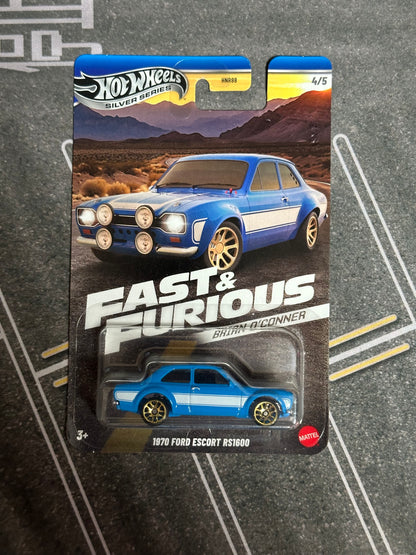 HOT WHEELS
SILVER SERIES
HNR88
4/5
FAST &
FURIOUS
BRIAN O'CONNER
3+
1970 FORD ESCORT RS1600
MATTEL